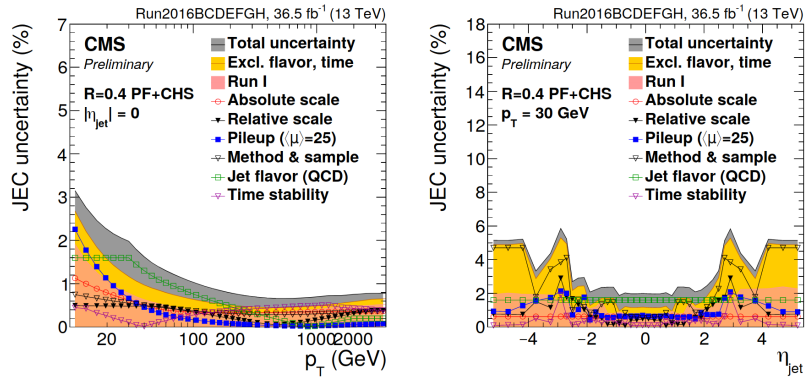 Run2016BCDEFGH, 36.5 fb⁻¹ (13 TeV)
JEC uncertainty (%)
7
6
5
4
3
2
1
0
CMS
Preliminary
R=0.4 PF+CHS
|η_jet| = 0
Total uncertainty
Excl. flavor, time
Run I
Absolute scale
Relative scale
Pileup (⟨μ⟩=25)
Method & sample
Jet flavor (QCD)
Time stability
20 100 200 1000 2000
p_T (GeV)
Run2016BCDEFGH, 36.5 fb⁻¹ (13 TeV)
JEC uncertainty (%)
18
16
14
12
10
8
6
4
2
0
CMS
Preliminary
R=0.4 PF+CHS
p_T = 30 GeV
Total uncertainty
Excl. flavor, time
Run I
Absolute scale
Relative scale
Pileup (⟨μ⟩=25)
Method & sample
Jet flavor (QCD)
Time stability
−4 −2 0 2 4
η_jet